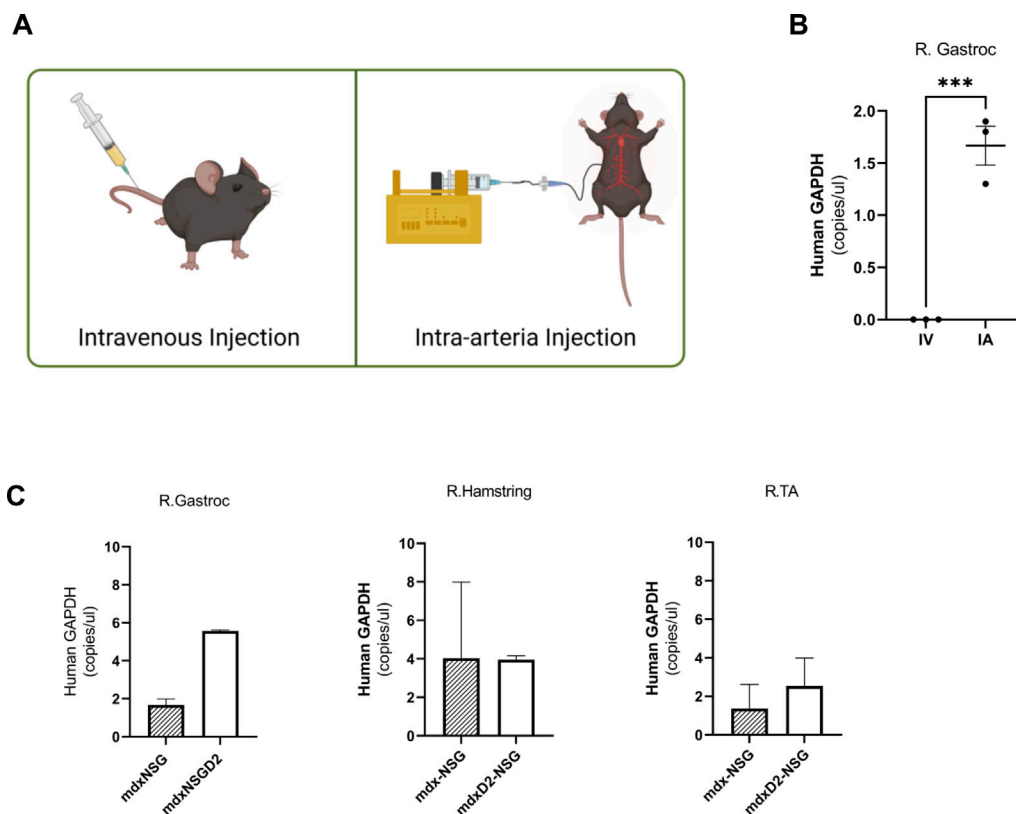 A
Intravenous Injection
Intra-arteria Injection
B
R. Gastroc
***
Human GAPDH
(copies/ul)
2.0
1.5
1.0
0.5
0.0
IV
IA
C
R.Gastroc
Human GAPDH
(copies/ul)
10
8
6
4
2
0
mdxNSG
mdxNSGD2
R.Hamstring
Human GAPDH
(copies/ul)
10
8
6
4
2
0
mdx-NSG
mdxD2-NSG
R.TA
Human GAPDH
(copies/ul)
10
8
6
4
2
0
mdx-NSG
mdxD2-NSG